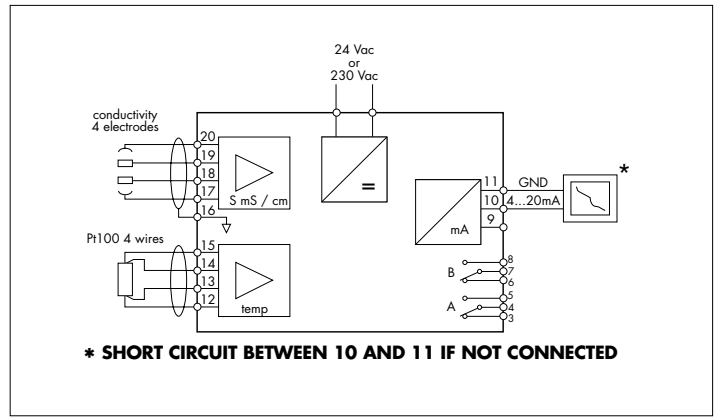 24 Vac
or
230 Vac
conductivity
4 electrodes
20
19
18
17
S mS / cm
16
=
11 GND
10 4...20mA
9
mA
*
Pt100 4 wires
15
14
13
12
temp
8
B 7
6
5
A 4
3
* SHORT CIRCUIT BETWEEN 10 AND 11 IF NOT CONNECTED